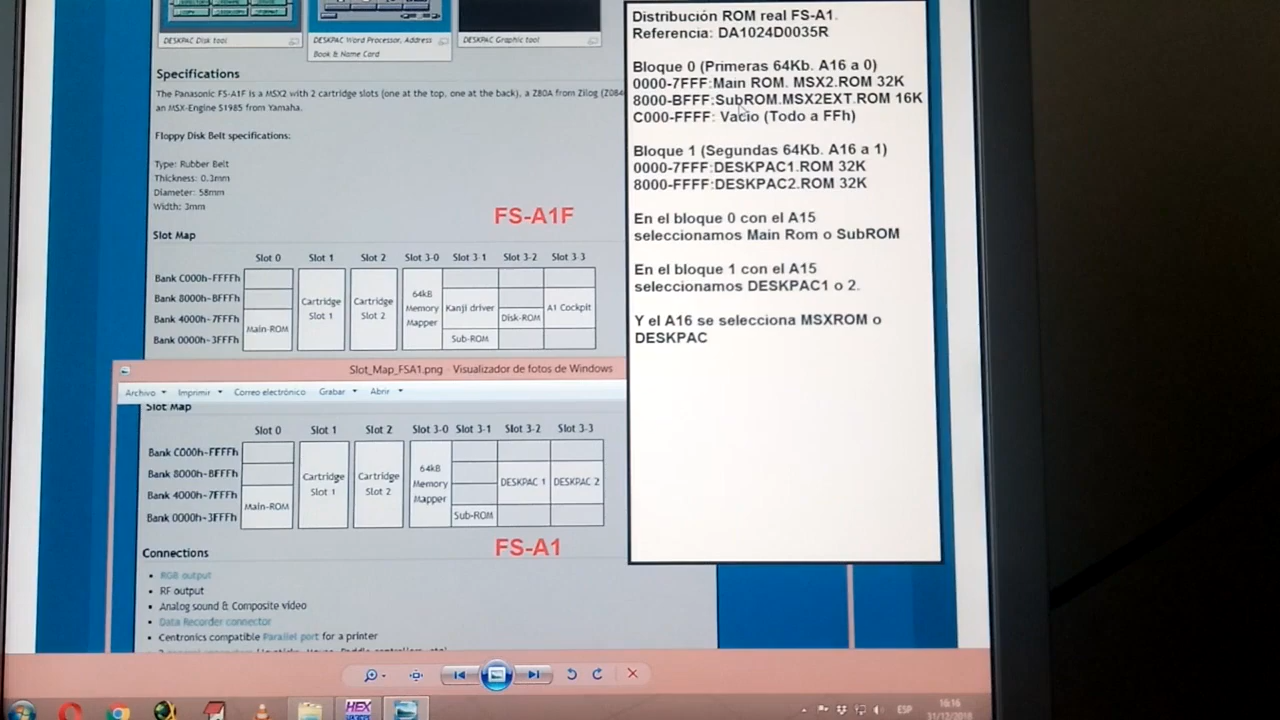 DESKPAC Disk tool
DESKPAC Word Processor, Address
Book & Name Card
DESKPAC Graphic tool
Specifications
The Panasonic FS-A1F is a MSX2 with 2 cartridge slots (one at the top, one at the back), a Z80A from Zilog (Z084
an MSX-Engine S1985 from Yamaha.
Floppy Disk Belt specifications:
Type: Rubber Belt
Thickness: 0.3mm
Diameter: 58mm
Width: 3mm
FS-A1F
Slot Map
Slot 0 Slot 1 Slot 2 Slot 3-0 Slot 3-1 Slot 3-2 Slot 3-3
Bank C000h-FFFFh
Bank 8000h-BFFFh
Bank 4000h-7FFFh
Bank 0000h-3FFFh
Main-ROM
Cartridge
Slot 1
Cartridge
Slot 2
64kB
Memory
Mapper
Kanji driver
Sub-ROM
Disk-ROM
A1 Cockpit
Slot_Map_FSA1.png - Visualizador de fotos de Windows
Archivo Imprimir Correo electrónico Grabar Abrir
Slot Map
Slot 0 Slot 1 Slot 2 Slot 3-0 Slot 3-1 Slot 3-2 Slot 3-3
Bank C000h-FFFFh
Bank 8000h-BFFFh
Bank 4000h-7FFFh
Bank 0000h-3FFFh
Main-ROM
Cartridge
Slot 1
Cartridge
Slot 2
64kB
Memory
Mapper
Sub-ROM
DESKPAC 1
DESKPAC 2
FS-A1
Connections
RGB output
RF output
Analog sound & Composite video
Data Recorder connector
Centronics compatible Parallel port for a printer
Distribución ROM real FS-A1.
Referencia: DA1024D0035R
Bloque 0 (Primeras 64Kb. A16 a 0)
0000-7FFF:Main ROM. MSX2.ROM 32K
8000-BFFF:SubROM.MSX2EXT.ROM 16K
C000-FFFF: Vacio (Todo a FFh)
Bloque 1 (Segundas 64Kb. A16 a 1)
0000-7FFF:DESKPAC1.ROM 32K
8000-FFFF:DESKPAC2.ROM 32K
En el bloque 0 con el A15
seleccionamos Main Rom o SubROM
En el bloque 1 con el A15
seleccionamos DESKPAC1 o 2.
Y el A16 se selecciona MSXROM o
DESKPAC
HEX
ESP
16:16
31/12/2018